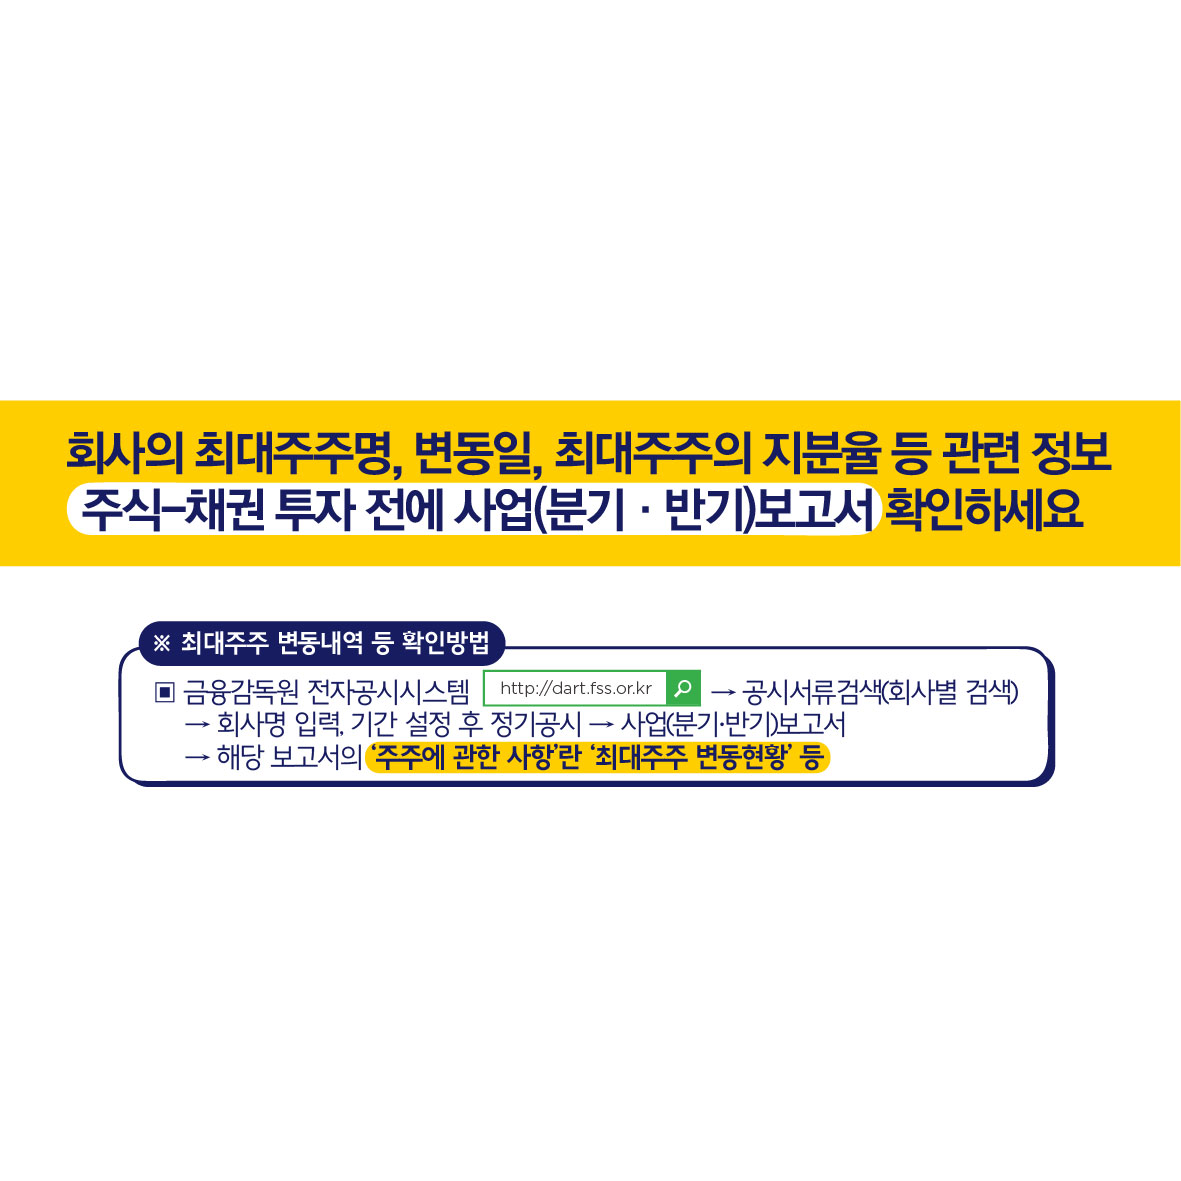 회사의 최대주주명, 변동일, 최대주주의 지분율 등 관련 정보
주식-채권 투자 전에 사업(분기 · 반기)보고서 확인하세요
※ 최대주주 변동내역 등 확인방법
▣ 금융감독원 전자공시시스템 http://dart.fss.or.kr → 공시서류검색(회사별 검색)
→ 회사명 입력, 기간 설정 후 정기공시 → 사업(분기·반기)보고서
→ 해당 보고서의 ‘주주에 관한 사항’란 ‘최대주주 변동현황’ 등